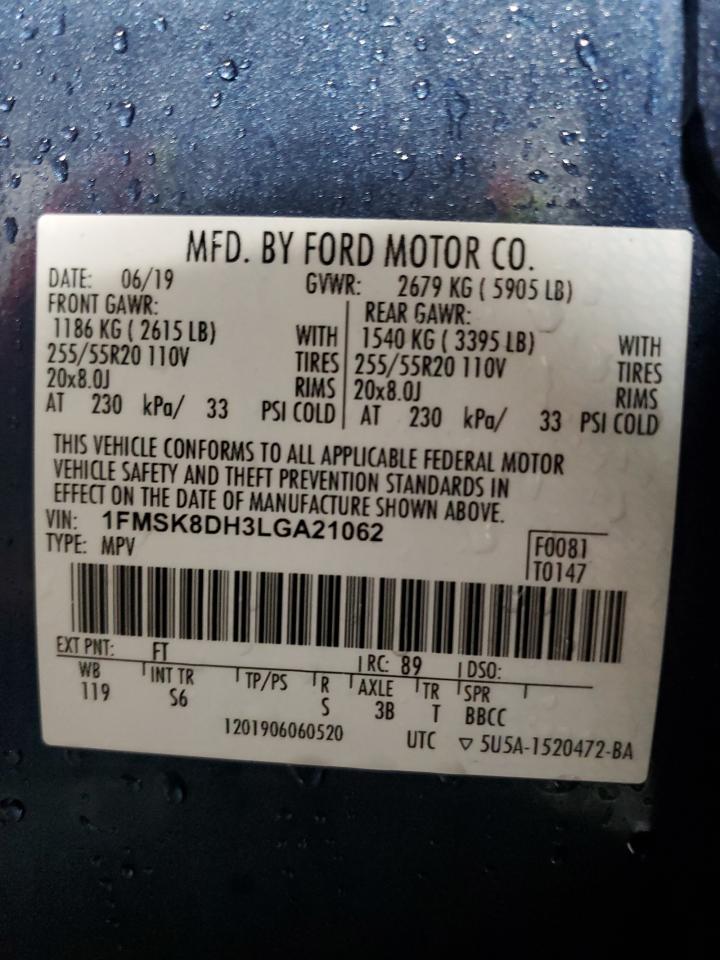 MFD. BY FORD MOTOR CO.
DATE: 06/19 GVWR: 2679 KG ( 5905 LB)
FRONT GAWR: REAR GAWR:
1186 KG ( 2615 LB) WITH 1540 KG ( 3395 LB) WITH
255/55R20 110V TIRES 255/55R20 110V TIRES
20x8.0J RIMS 20x8.0J RIMS
AT 230 kPa/ 33 PSI COLD AT 230 kPa/ 33 PSI COLD
THIS VEHICLE CONFORMS TO ALL APPLICABLE FEDERAL MOTOR
VEHICLE SAFETY AND THEFT PREVENTION STANDARDS IN
EFFECT ON THE DATE OF MANUFACTURE SHOWN ABOVE.
VIN: 1FMSK8DH3LGA21062
TYPE: MPV F0081
T0147
EXT PNT: FT RC: 89 DSO:
WB INT TR TP/PS R AXLE TR SPR
119 S6 S 3B T BBCC
1201906060520 UTC ▽ 5U5A-1520472-BA